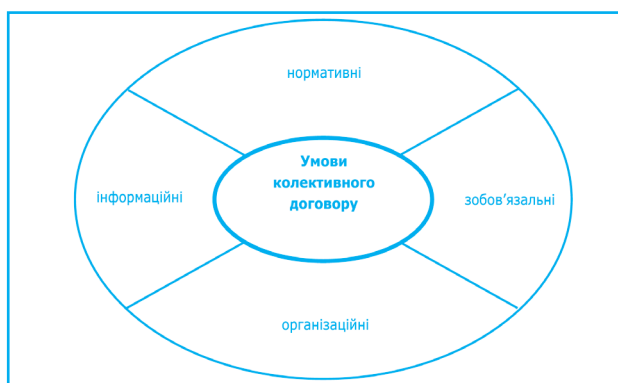 нормативні
Умови
колективного
договору
інформаційні
зобов’язальні
організаційні